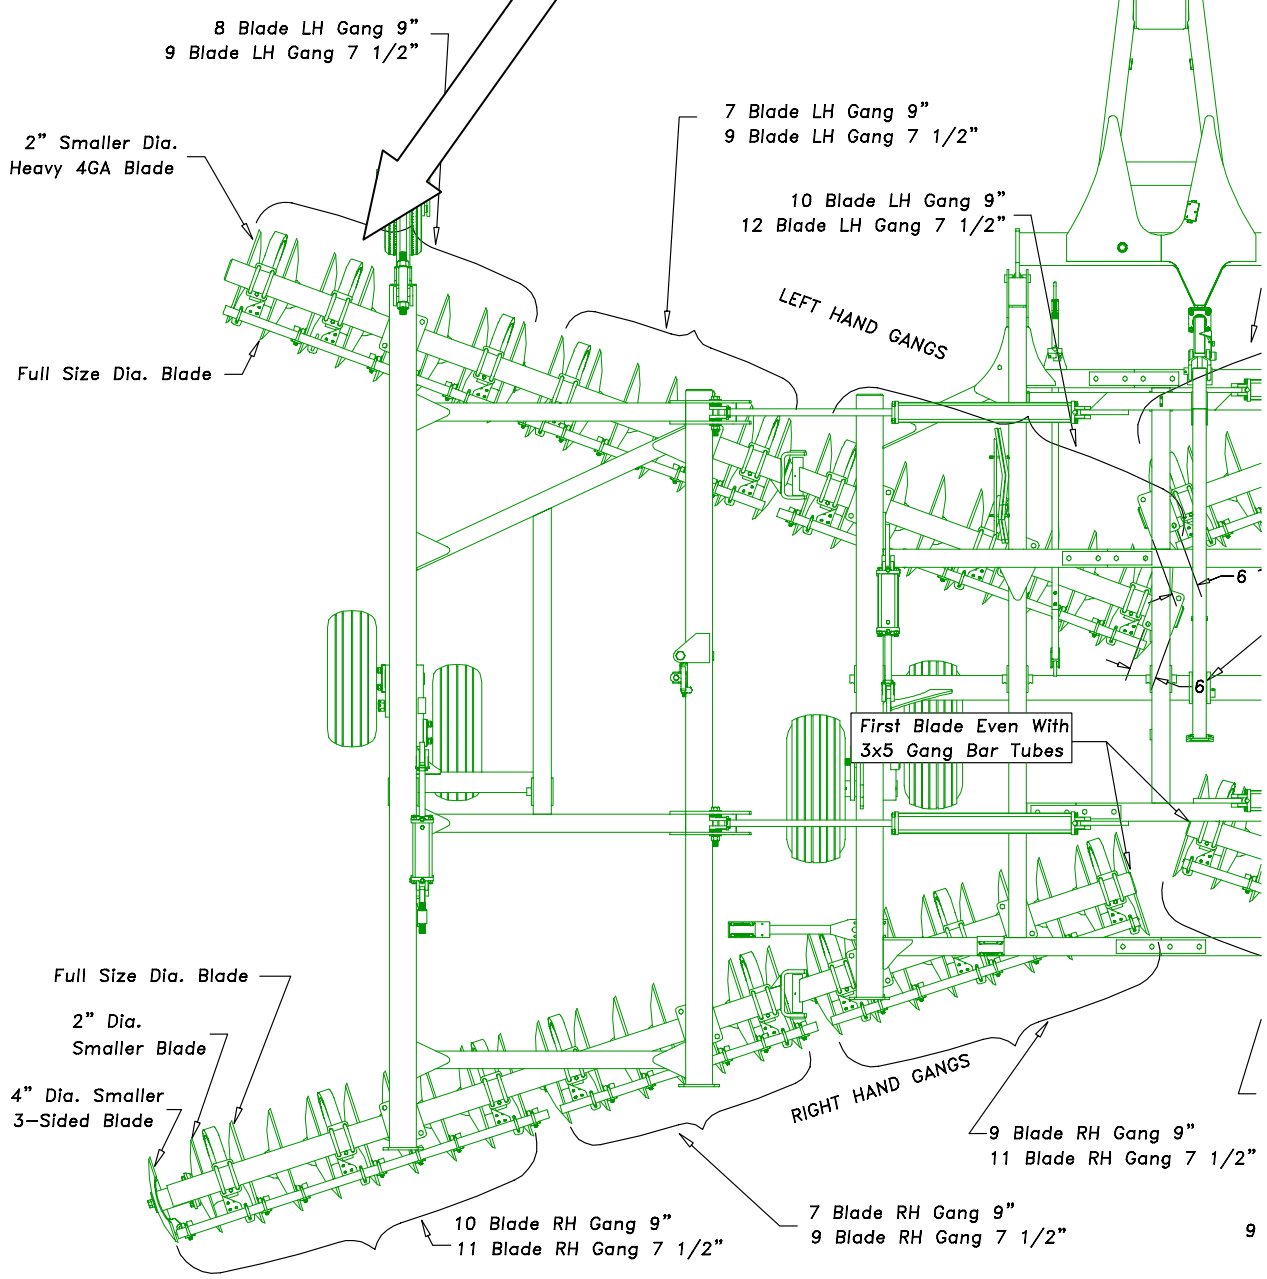 8 Blade LH Gang 9”
9 Blade LH Gang 7 1/2”
7 Blade LH Gang 9”
9 Blade LH Gang 7 1/2”
2” Smaller Dia.
Heavy 4GA Blade
10 Blade LH Gang 9”
12 Blade LH Gang 7 1/2”
LEFT HAND GANGS
Full Size Dia. Blade
6
6
First Blade Even With
3x5 Gang Bar Tubes
Full Size Dia. Blade
2” Dia.
Smaller Blade
4” Dia. Smaller
3–Sided Blade
RIGHT HAND GANGS
9 Blade RH Gang 9”
11 Blade RH Gang 7 1/2”
10 Blade RH Gang 9”
11 Blade RH Gang 7 1/2”
7 Blade RH Gang 9”
9 Blade RH Gang 7 1/2”
9